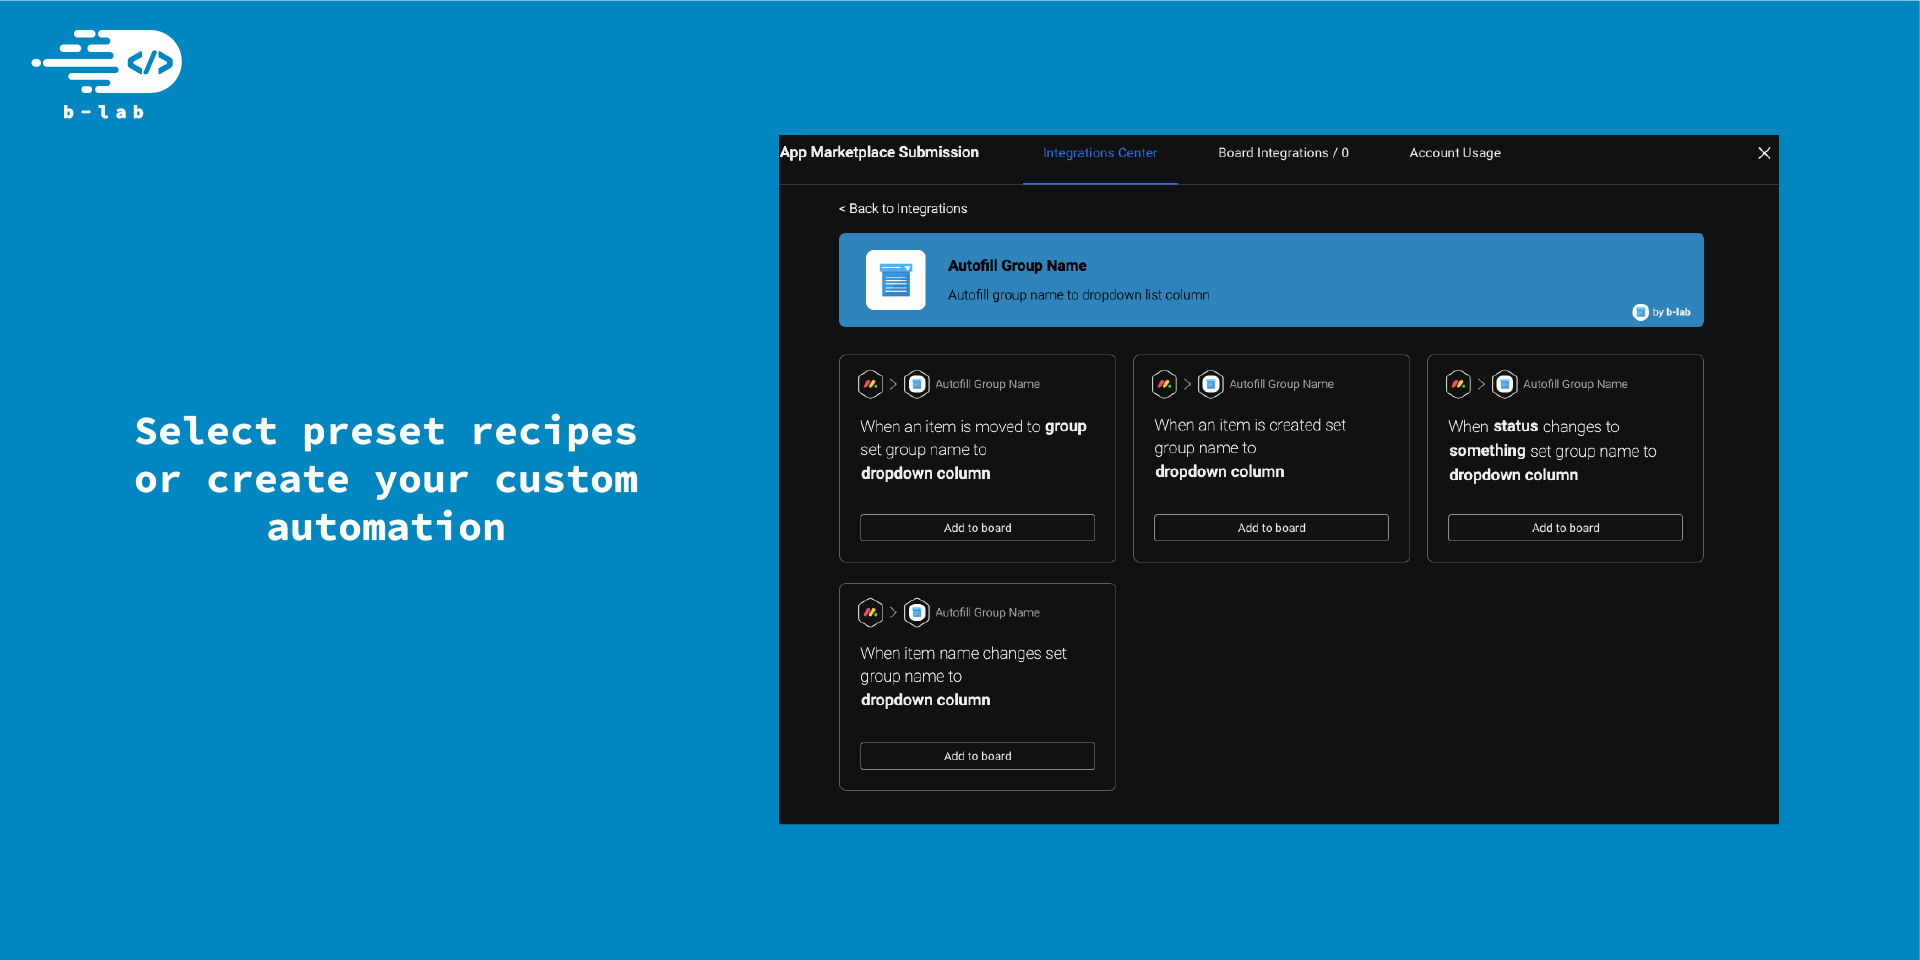 </>
b-lab
Select preset recipes
or create your custom
automation
App Marketplace Submission
Integrations Center
Board Integrations / 0
Account Usage
< Back to Integrations
Autofill Group Name
Autofill group name to dropdown list column
by b-lab
Autofill Group Name
When an item is moved to group
set group name to
dropdown column
Add to board
Autofill Group Name
When an item is created set
group name to
dropdown column
Add to board
Autofill Group Name
When status changes to
something set group name to
dropdown column
Add to board
Autofill Group Name
When item name changes set
group name to
dropdown column
Add to board